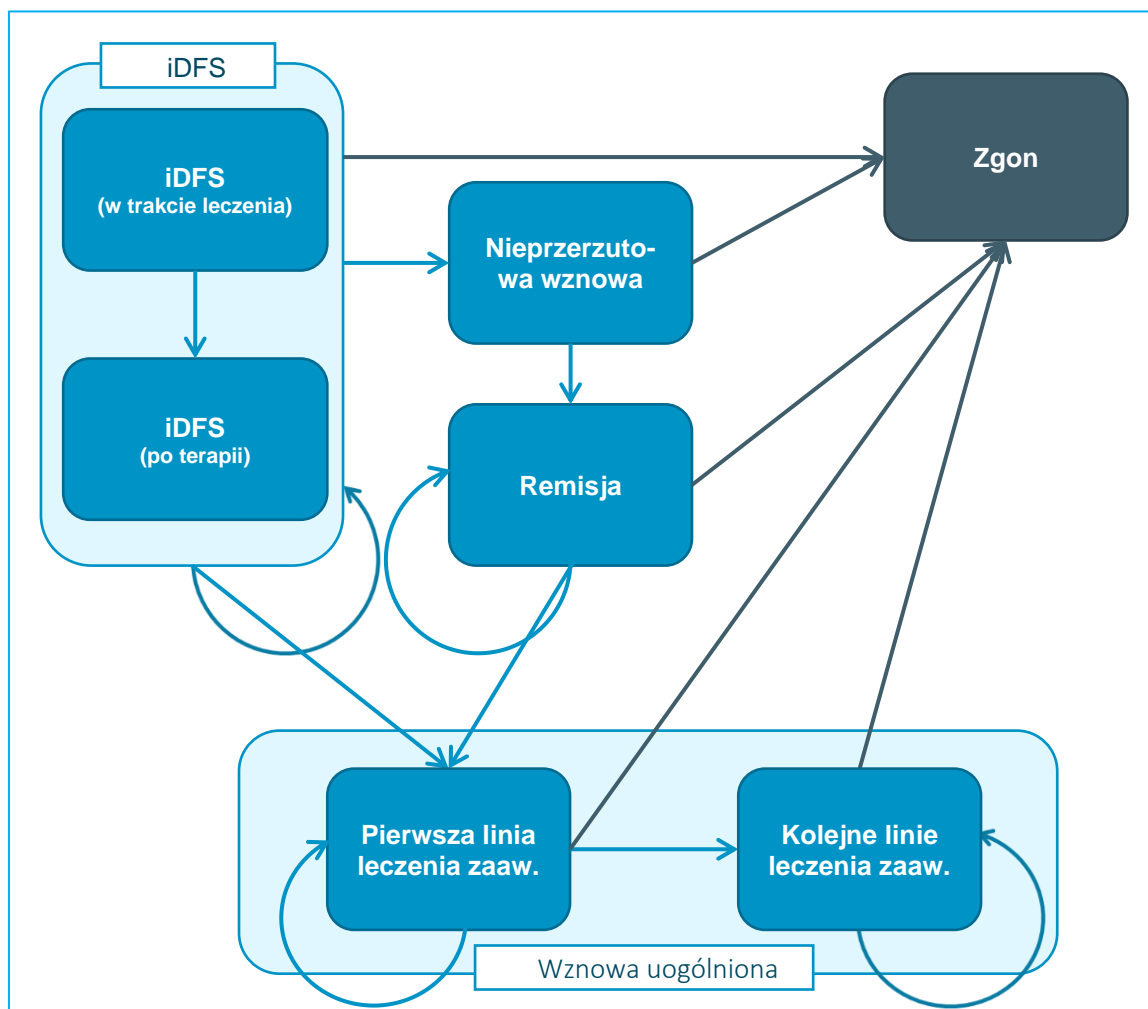 iDFS
iDFS
(w trakcie leczenia)
Zgon
Nieprzerzuto-
wa wznowa
iDFS
(po terapii)
Remisja
Pierwsza linia
leczenia zaaw.
Kolejne linie
leczenia zaaw.
Wznowa uogólniona